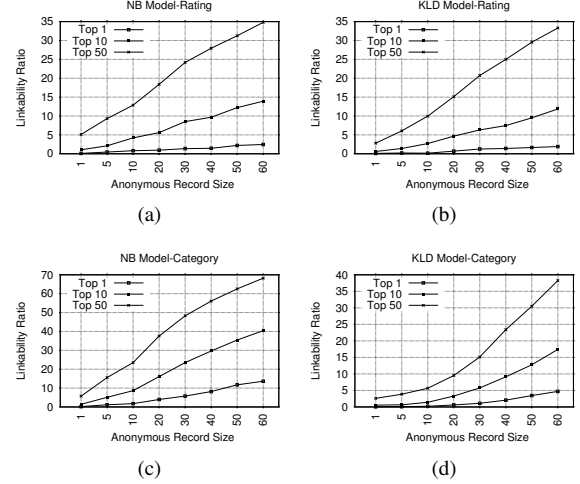 NB Model-Rating
Linkability Ratio
35
30
25
20
15
10
5
0
Top 1
Top 10
Top 50
1 5 10 20 30 40 50 60
Anonymous Record Size
(a)
KLD Model-Rating
Linkability Ratio
35
30
25
20
15
10
5
0
Top 1
Top 10
Top 50
1 5 10 20 30 40 50 60
Anonymous Record Size
(b)
NB Model-Category
Linkability Ratio
70
60
50
40
30
20
10
0
Top 1
Top 10
Top 50
1 5 10 20 30 40 50 60
Anonymous Record Size
(c)
KLD Model-Category
Linkability Ratio
40
35
30
25
20
15
10
5
0
Top 1
Top 10
Top 50
1 5 10 20 30 40 50 60
Anonymous Record Size
(d)